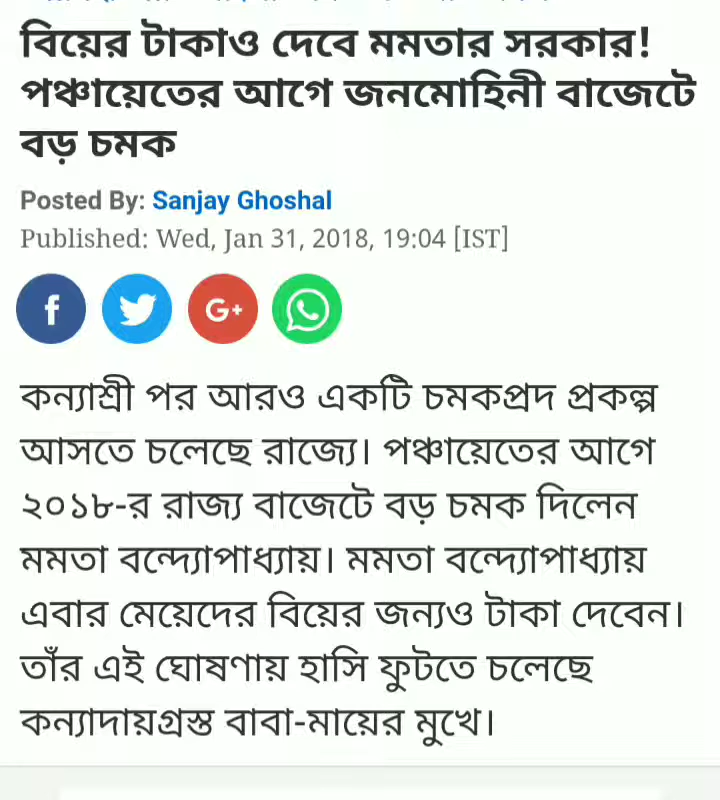 বিয়ের টাকাও দেবে মমতার সরকার!
পঞ্চায়েতের আগে জনমোহিনী বাজেটে
বড় চমক
Posted By: Sanjay Ghoshal
Published: Wed, Jan 31, 2018, 19:04 [IST]
f
G+
কন্যাশ্রী পর আরও একটি চমকপ্রদ প্রকল্প
আসতে চলেছে রাজ্যে। পঞ্চায়েতের আগে
২০১৮-র রাজ্য বাজেটে বড় চমক দিলেন
মমতা বন্দ্যোপাধ্যায়। মমতা বন্দ্যোপাধ্যায়
এবার মেয়েদের বিয়ের জন্যও টাকা দেবেন।
তাঁর এই ঘোষণায় হাসি ফুটতে চলেছে
কন্যাদায়গ্রস্ত বাবা-মায়ের মুখে।